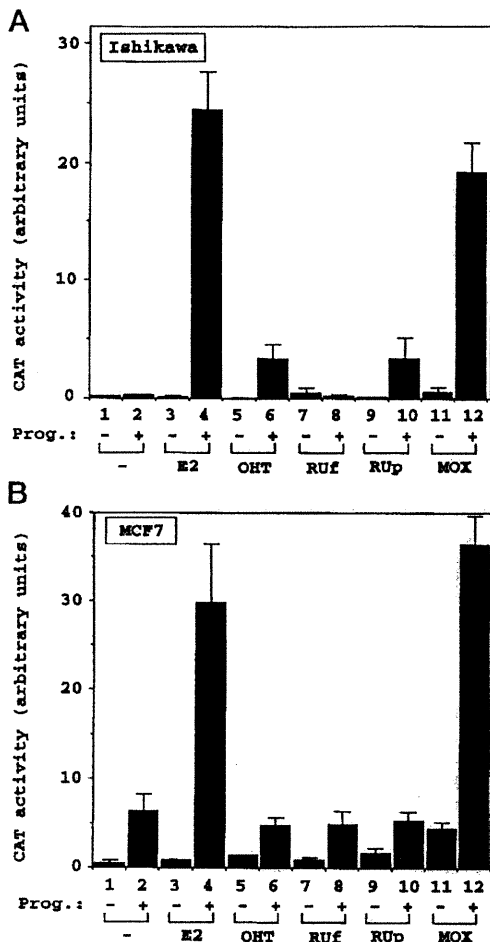 A
Ishikawa
CAT activity (arbitrary units)
30
20
10
0
1 2 3 4 5 6 7 8 9 10 11 12
Prog.: - + - + - + - + - + - +
- E2 OHT RUf RUp MOX
B
MCF7
CAT activity (arbitrary units)
40
30
20
10
5
0
1 2 3 4 5 6 7 8 9 10 11 12
Prog.: - + - + - + - + - + - +
- E2 OHT RUf RUp MOX